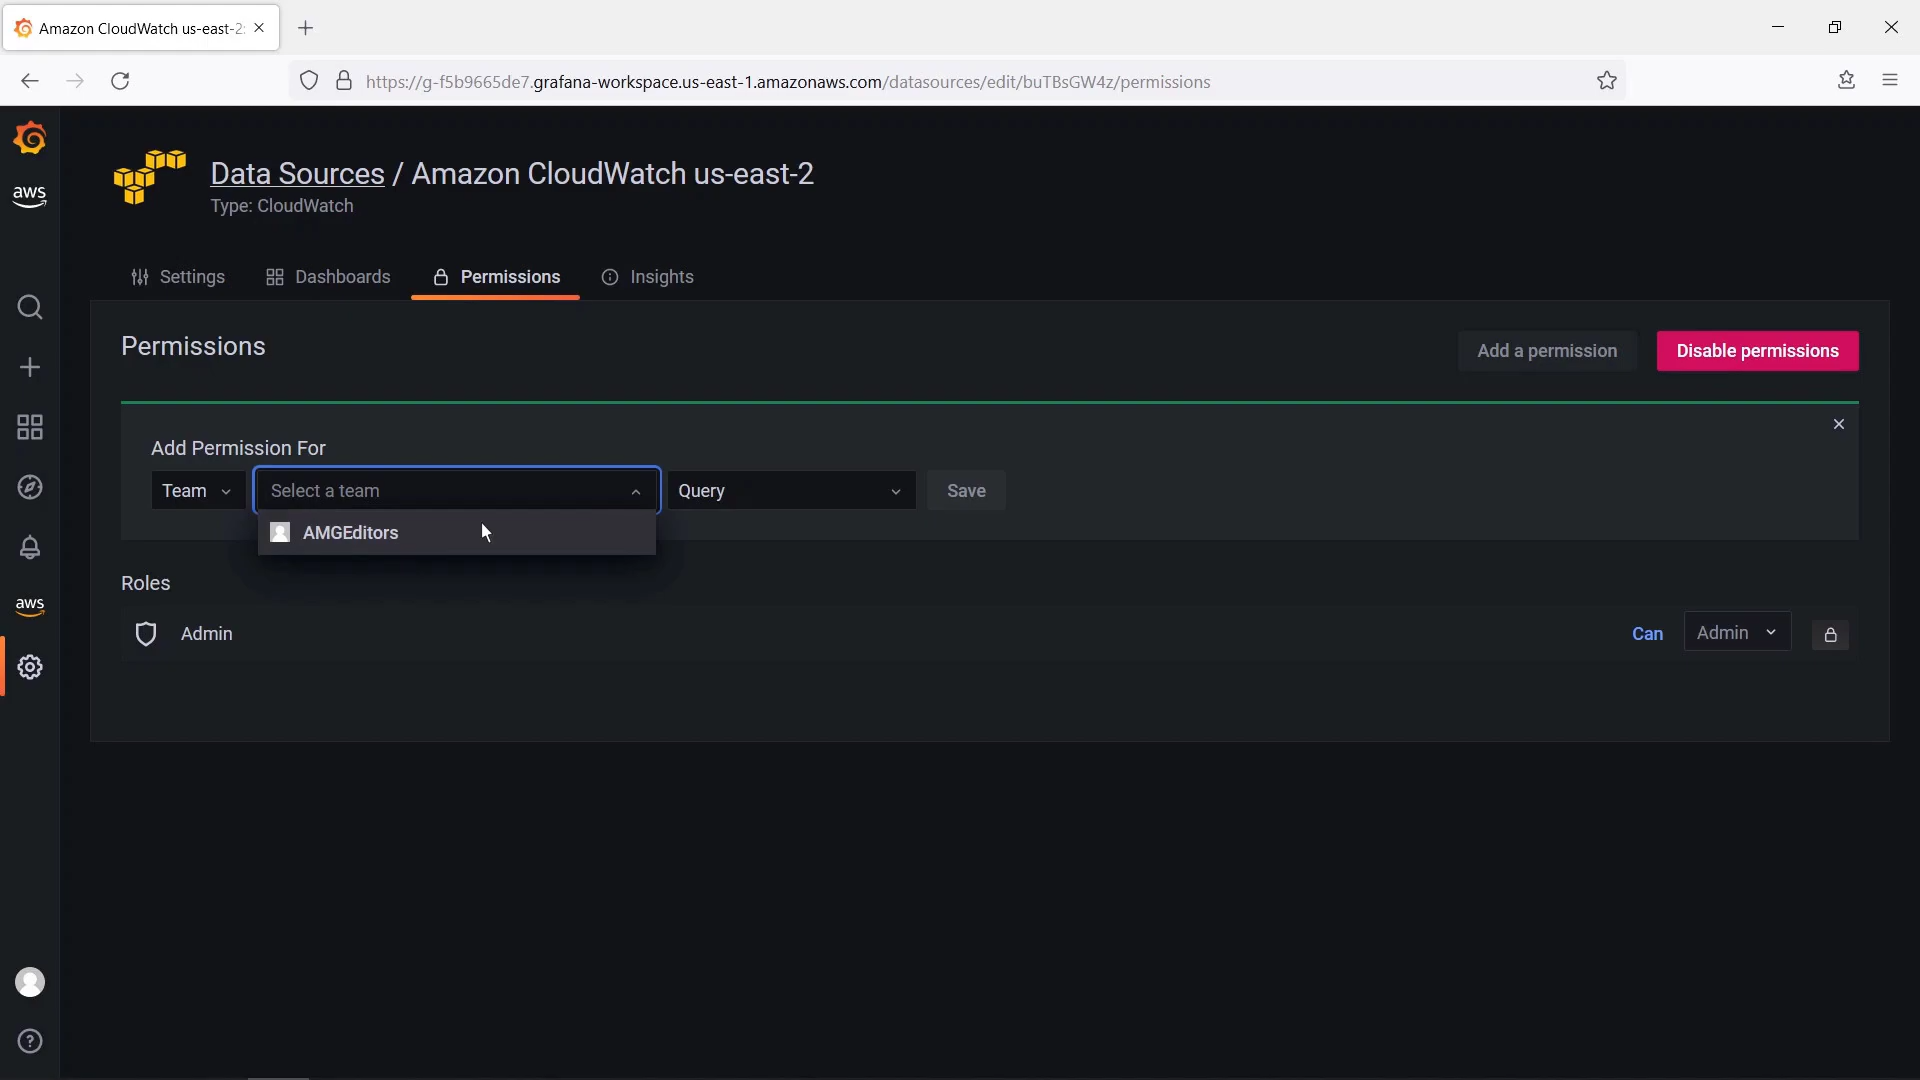 Amazon CloudWatch us-east-2:
https://g-f5b9665de7.grafana-workspace.us-east-1.amazonaws.com/datasources/edit/buTBsGW4z/permissions
aws
Data Sources / Amazon CloudWatch us-east-2
Type: CloudWatch
Settings
Dashboards
Permissions
Insights
Permissions
Add a permission
Disable permissions
Add Permission For
Team
Select a team
Query
Save
AMGEditors
Roles
aws
Admin
Can
Admin